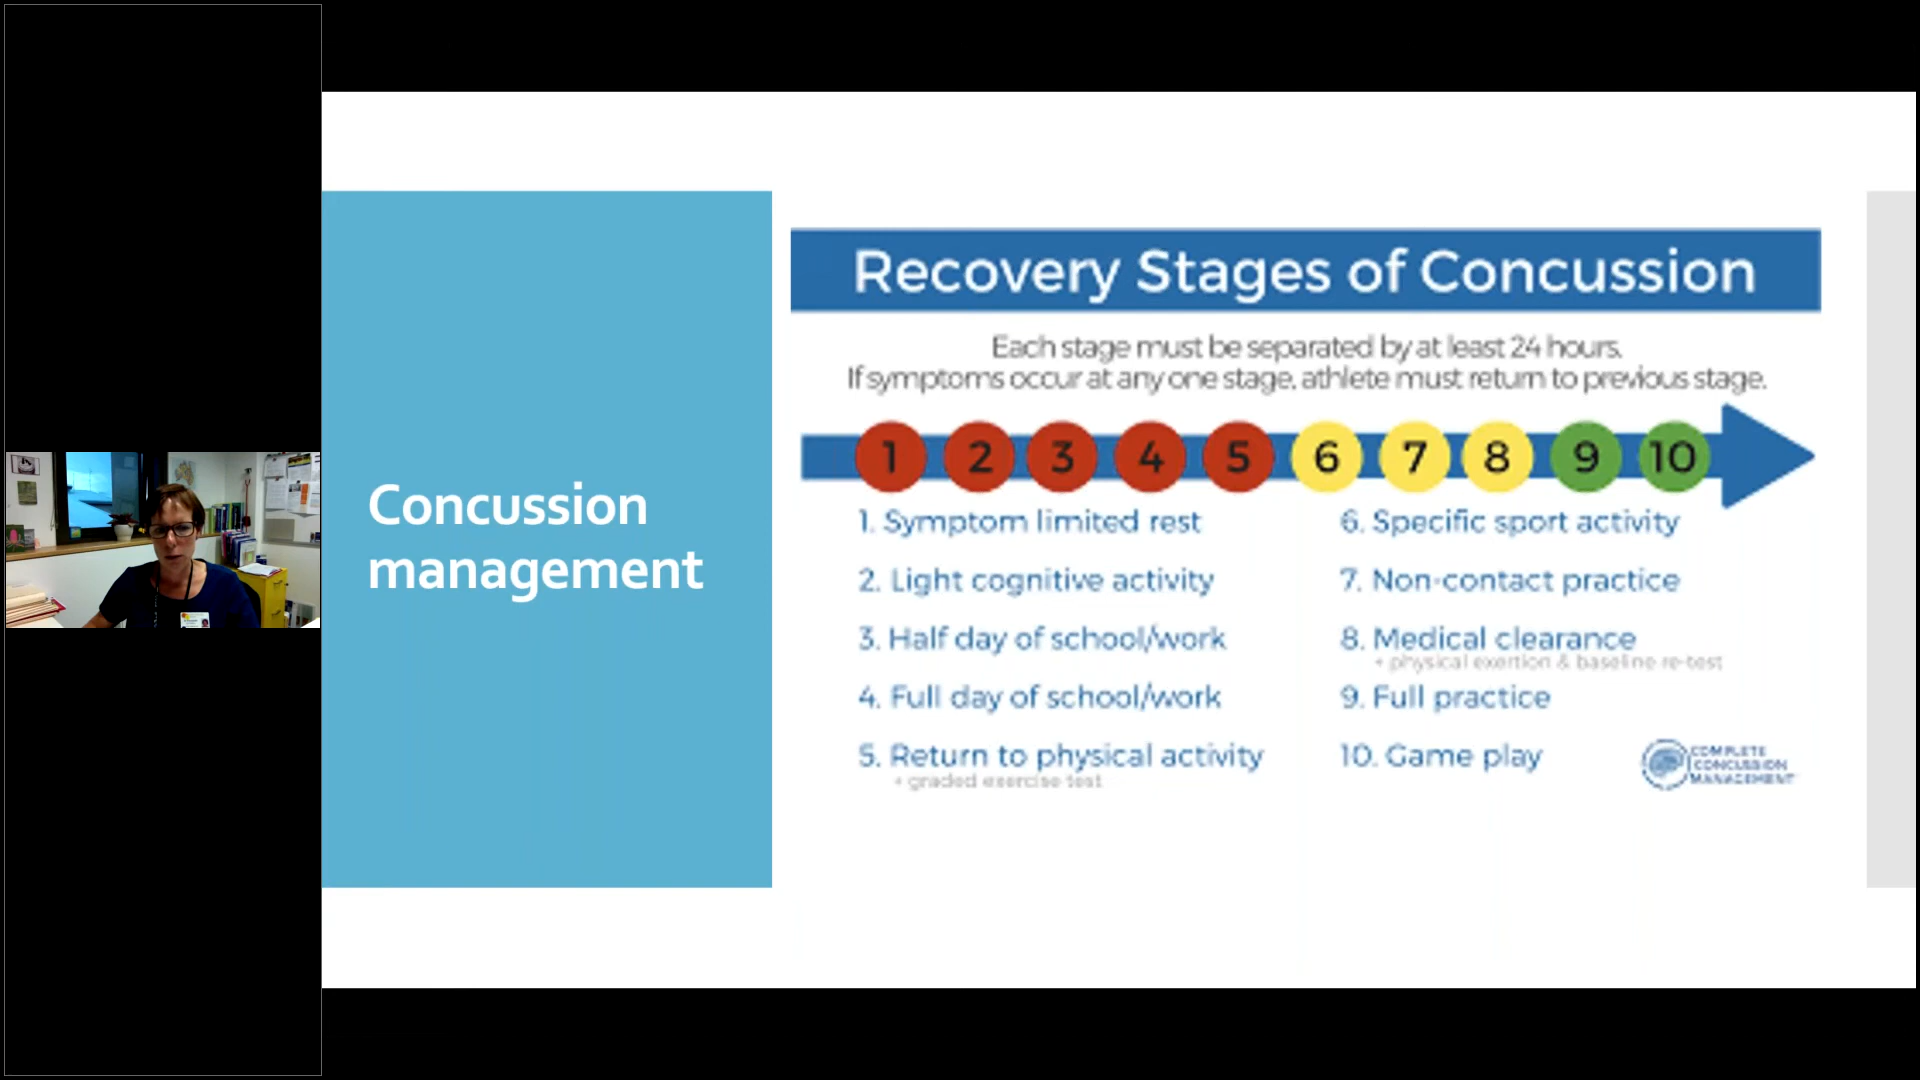 Concussion
management
Recovery Stages of Concussion
Each stage must be separated by at least 24 hours.
If symptoms occur at any one stage, athlete must return to previous stage.
1 2 3 4 5 6 7 8 9 10
1. Symptom limited rest
2. Light cognitive activity
3. Half day of school/work
4. Full day of school/work
5. Return to physical activity
+ graded exercise test
6. Specific sport activity
7. Non-contact practice
8. Medical clearance
+ physical exertion & baseline re-test
9. Full practice
10. Game play
COMPLETE
CONCUSSION
MANAGEMENT